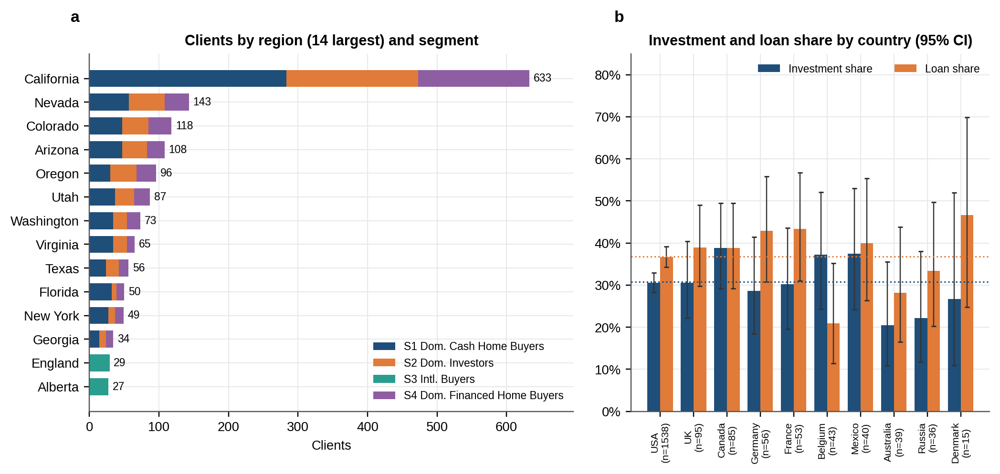 a
Clients by region (14 largest) and segment
California
633
Nevada
143
Colorado
118
Arizona
108
Oregon
96
Utah
87
Washington
73
Virginia
65
Texas
56
Florida
50
New York
49
Georgia
34
England
29
Alberta
27
S1 Dom. Cash Home Buyers
S2 Dom. Investors
S3 Intl. Buyers
S4 Dom. Financed Home Buyers
0 100 200 300 400 500 600
Clients
b
Investment and loan share by country (95% CI)
Investment share Loan share
80%
70%
60%
50%
40%
30%
20%
10%
0%
USA
(n=1538)
UK
(n=95)
Canada
(n=85)
Germany
(n=56)
France
(n=53)
Belgium
(n=43)
Mexico
(n=40)
Australia
(n=39)
Russia
(n=36)
Denmark
(n=15)